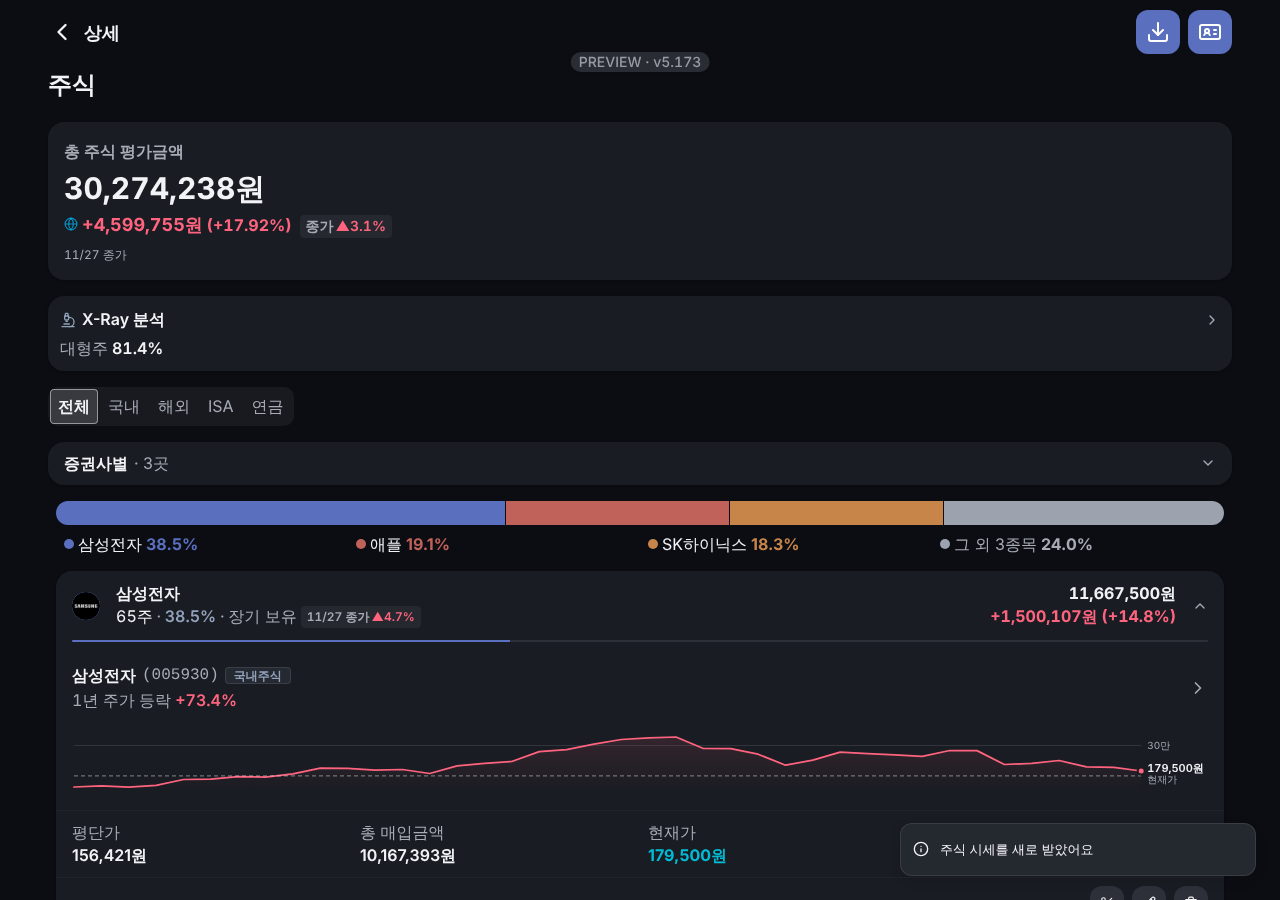 상세
PREVIEW · v5.173
주식
총 주식 평가금액
30,274,238원
+4,599,755원 (+17.92%) 종가 ▲3.1%
11/27 종가
X-Ray 분석
대형주 81.4%
전체 국내 해외 ISA 연금
증권사별 · 3곳
삼성전자 38.5% 애플 19.1% SK하이닉스 18.3% 그 외 3종목 24.0%
SAMSUNG
삼성전자 11,667,500원
65주 · 38.5% · 장기 보유 11/27 종가 ▲4.7% +1,500,107원 (+14.8%)
삼성전자 (005930) 국내주식
1년 주가 등락 +73.4%
30만
179,500원
현재가
평단가 총 매입금액 현재가
156,421원 10,167,393원 179,500원
주식 시세를 새로 받았어요